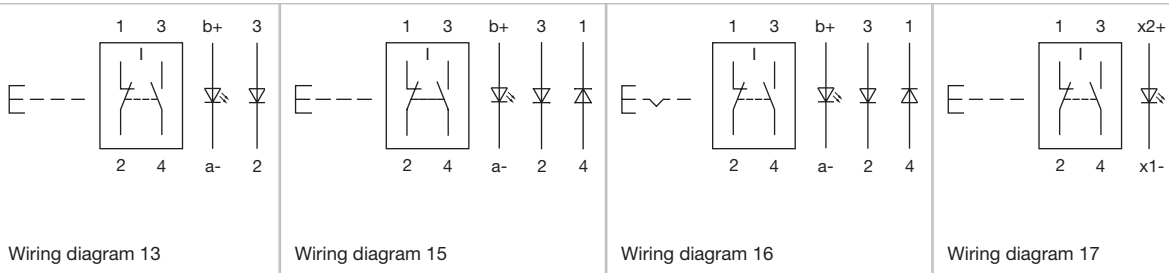 1 3 b+ 3
I
2 4 a- 2
Wiring diagram 13
1 3 b+ 3 1
I
2 4 a- 2 4
Wiring diagram 15
1 3 b+ 3 1
I
2 4 a- 2 4
Wiring diagram 16
1 3 x2+
I
2 4 x1-
Wiring diagram 17